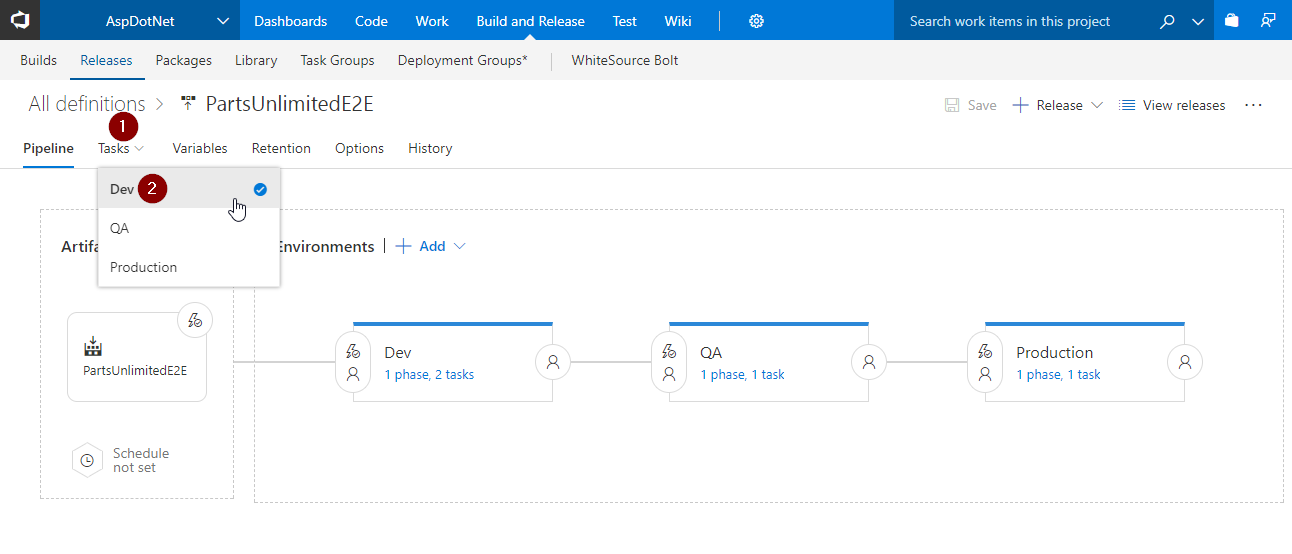 AspDotNet Dashboards Code Work Build and Release Test Wiki Search work items in this project
Builds Releases Packages Library Task Groups Deployment Groups* WhiteSource Bolt
All definitions > PartsUnlimitedE2E Save + Release View releases ...
1
Pipeline Tasks Variables Retention Options History
Dev 2
QA
Production
Artifa Environments | + Add
Dev QA Production
PartsUnlimitedE2E 1 phase, 2 tasks 1 phase, 1 task 1 phase, 1 task
Schedule
not set